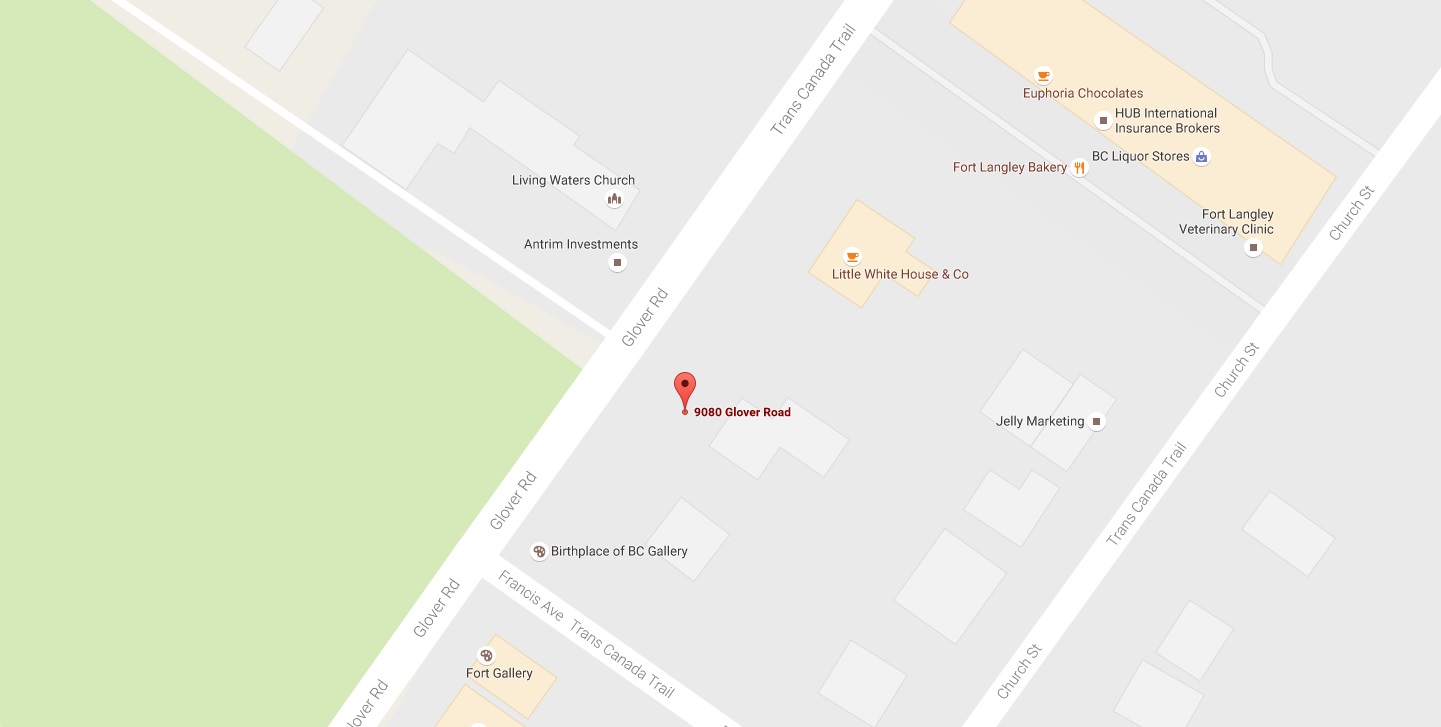 Trans Canada Trail
Euphoria Chocolates
HUB International
Insurance Brokers
BC Liquor Stores
Fort Langley Bakery
Living Waters Church
Church St
Fort Langley
Veterinary Clinic
Antrim Investments
Little White House & Co
Glover Rd
Church St
9080 Glover Road
Jelly Marketing
Glover Rd
Trans Canada Trail
Birthplace of BC Gallery
Francis Ave
Glover Rd
Trans Canada Trail
Fort Gallery
Church St
lover Rd